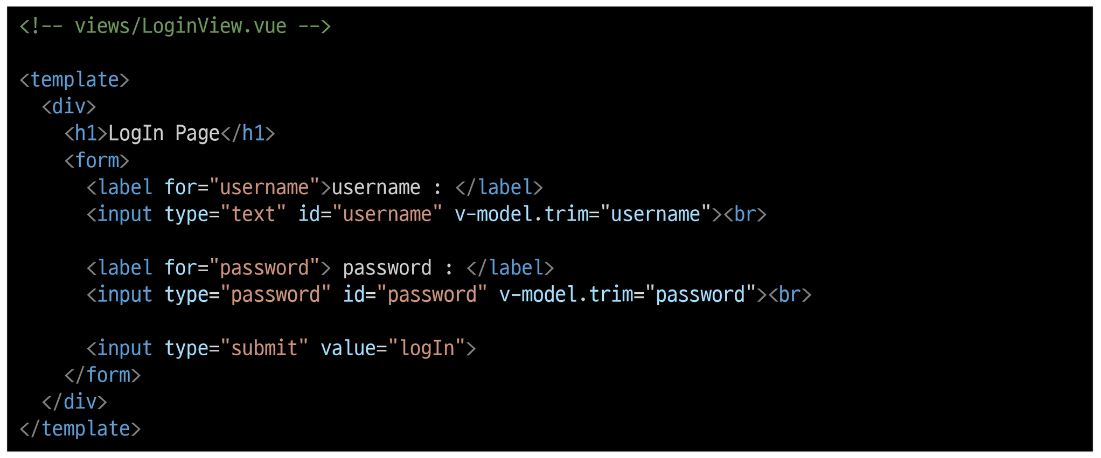 <!-- views/LoginView.vue -->
<template>
<div>
<h1>LogIn Page</h1>
<form>
<label for="username">username : </label>
<input type="text" id="username" v-model.trim="username"><br>
<label for="password"> password : </label>
<input type="password" id="password" v-model.trim="password"><br>
<input type="submit" value="logIn">
</form>
</div>
</template>